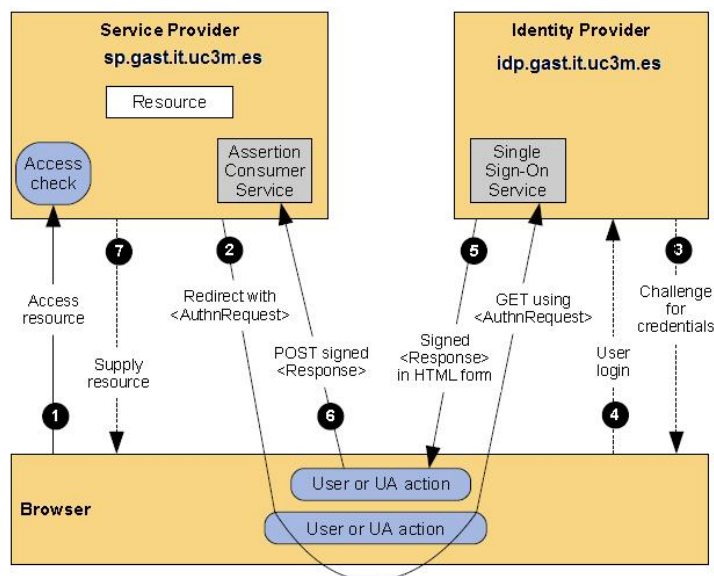 Service Provider
sp.gast.it.uc3m.es
Identity Provider
idp.gast.it.uc3m.es
Resource
Access
check
Assertion
Consumer
Service
Single
Sign-On
Service
7
2
5
3
Access
resource
Redirect with
<AuthnRequest>
GET using
<AuthnRequest>
Challenge
for
credentials
Supply
resource
POST signed
<Response>
Signed
<Response>
in HTML form
User
login
1
6
4
User or UA action
Browser
User or UA action